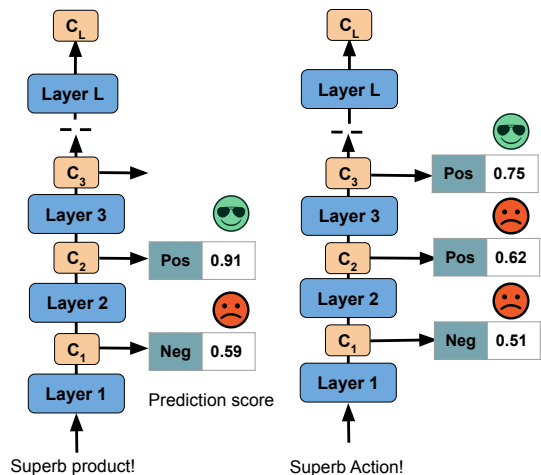 C_L
Layer L
C_3
Layer 3
C_2
Pos 0.91
Layer 2
C_1
Neg 0.59
Layer 1
Prediction score
Superb product!
C_L
Layer L
C_3
Pos 0.75
Layer 3
C_2
Pos 0.62
Layer 2
C_1
Neg 0.51
Layer 1
Superb Action!